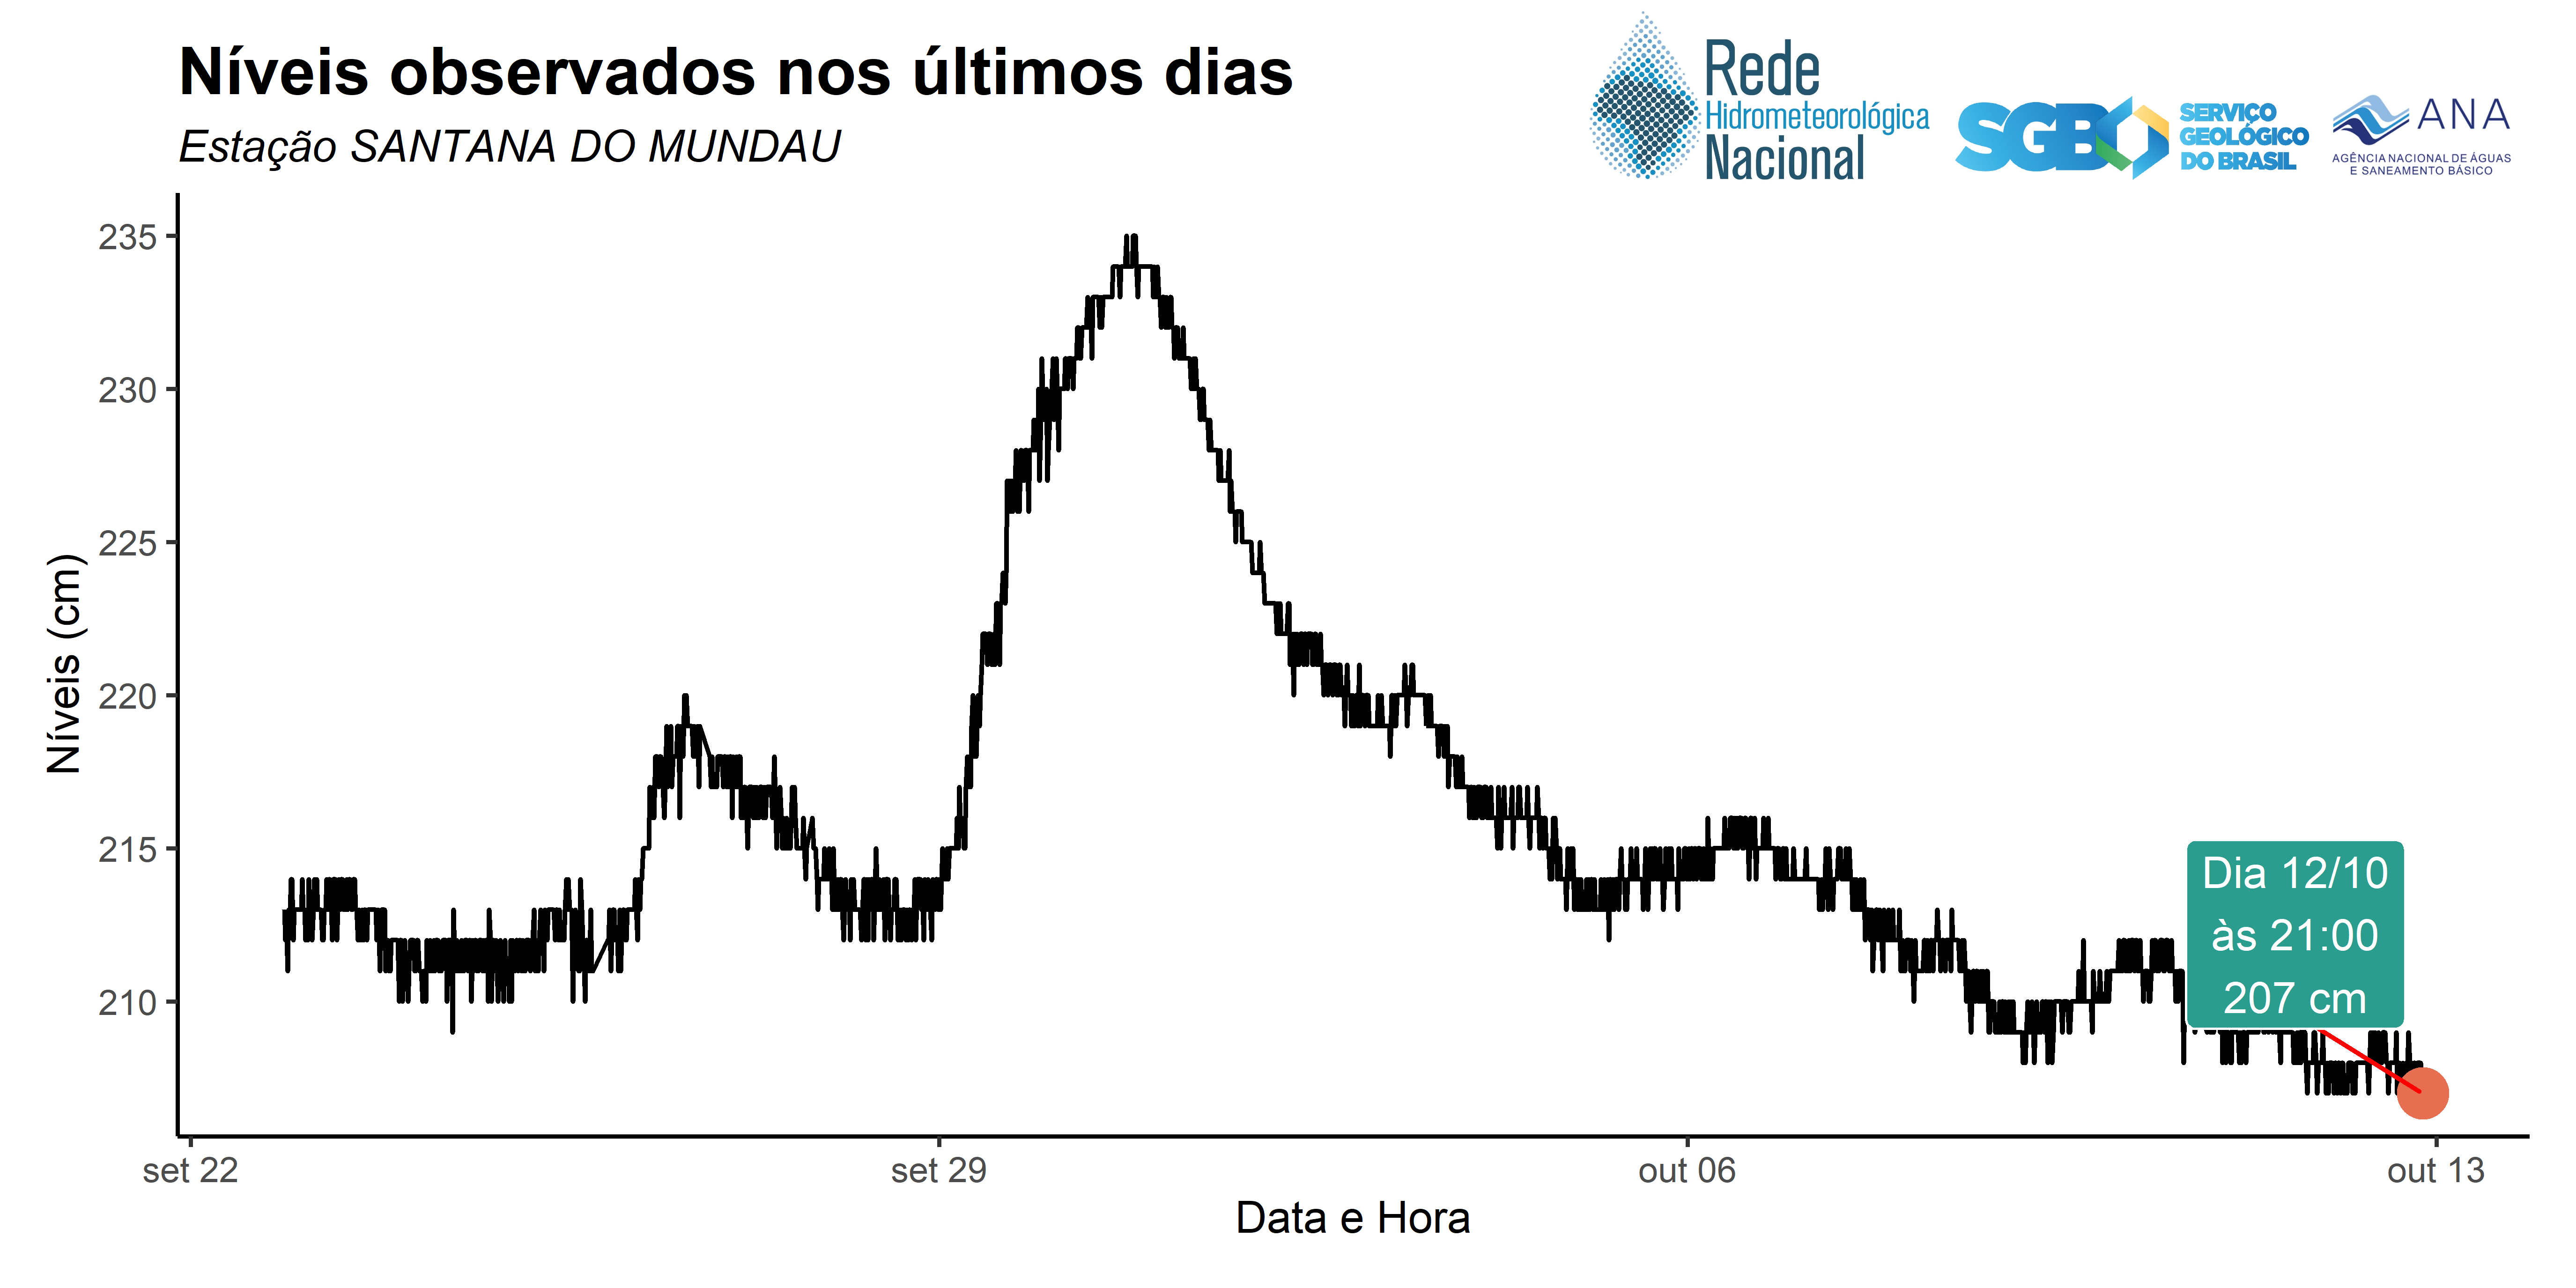 Níveis observados nos últimos dias
Estação SANTANA DO MUNDAU
Rede
Hidrometeorológica
Nacional
SGB
SERVIÇO
GEOLÓGICO
DO BRASIL
ANA
AGÊNCIA NACIONAL DE ÁGUAS
E SANEAMENTO BÁSICO
Níveis (cm)
235
230
225
220
215
210
Dia 12/10
às 21:00
207 cm
set 22
set 29
out 06
out 13
Data e Hora